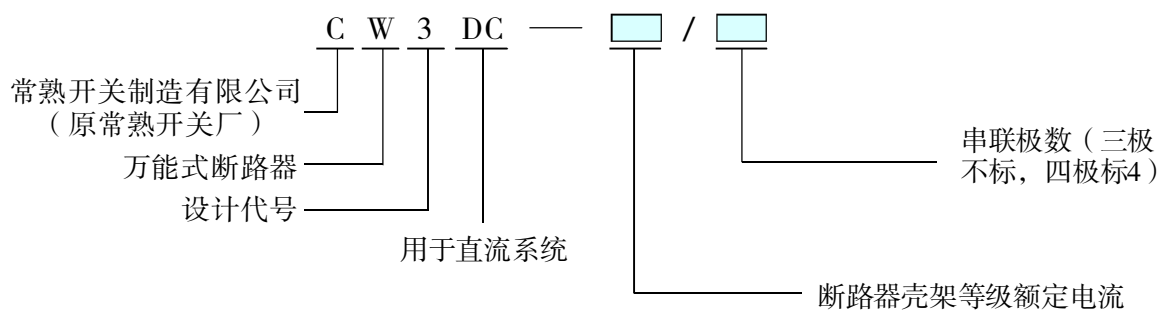 C W 3 DC — /
常熟开关制造有限公司
（原常熟开关厂）
万能式断路器
设计代号
用于直流系统
串联极数（三极
不标，四极标4）
断路器壳架等级额定电流